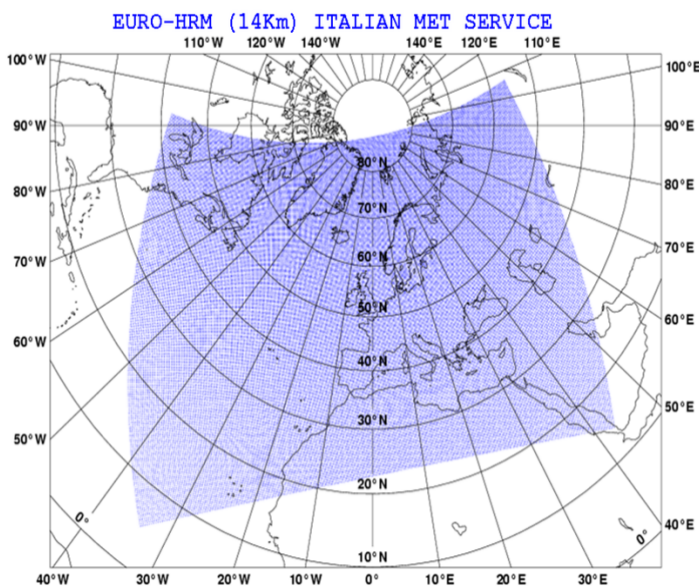 EURO-HRM (14Km) ITALIAN MET SERVICE
110°W 120°W 140°W 140°E 120°E 110°E
100°W 100°E
90°W 90°E
80°N
80°W 80°E
70°N
70°W 70°E
60°N
50°N
60°W 60°E
40°N
50°W 50°E
30°N
20°N
0° 0°
40°E
10°N
40°W 30°W 20°W 10°W 0° 10°E 20°E 30°E